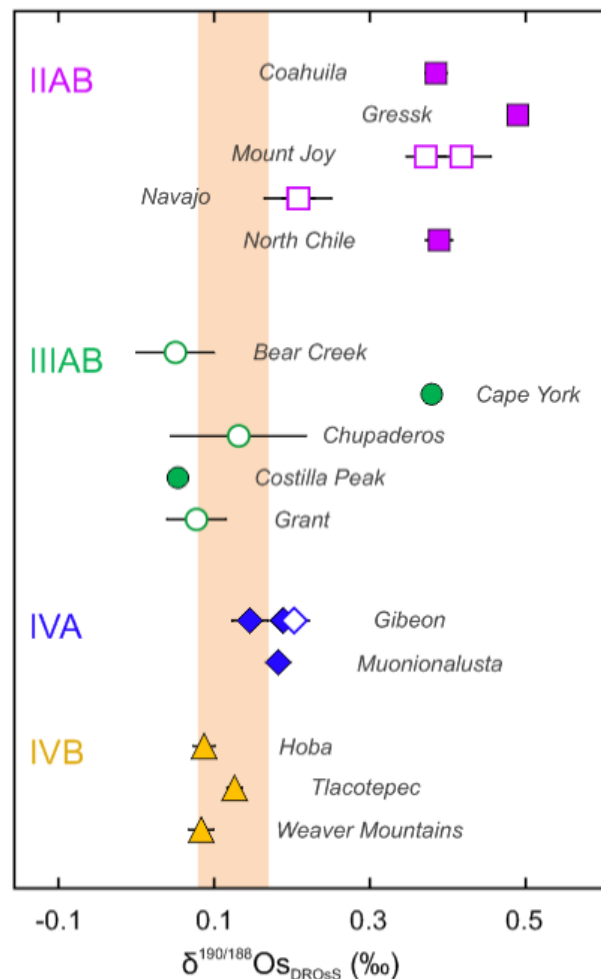 IIAB
Coahuila
Gressk
Mount Joy
Navajo
North Chile
IIIAB
Bear Creek
Cape York
Chupaderos
Costilla Peak
Grant
IVA
Gibeon
Muonionalusta
IVB
Hoba
Tlacotepec
Weaver Mountains
-0.1 0.1 0.3 0.5
δ190/188OsDROsS (‰)